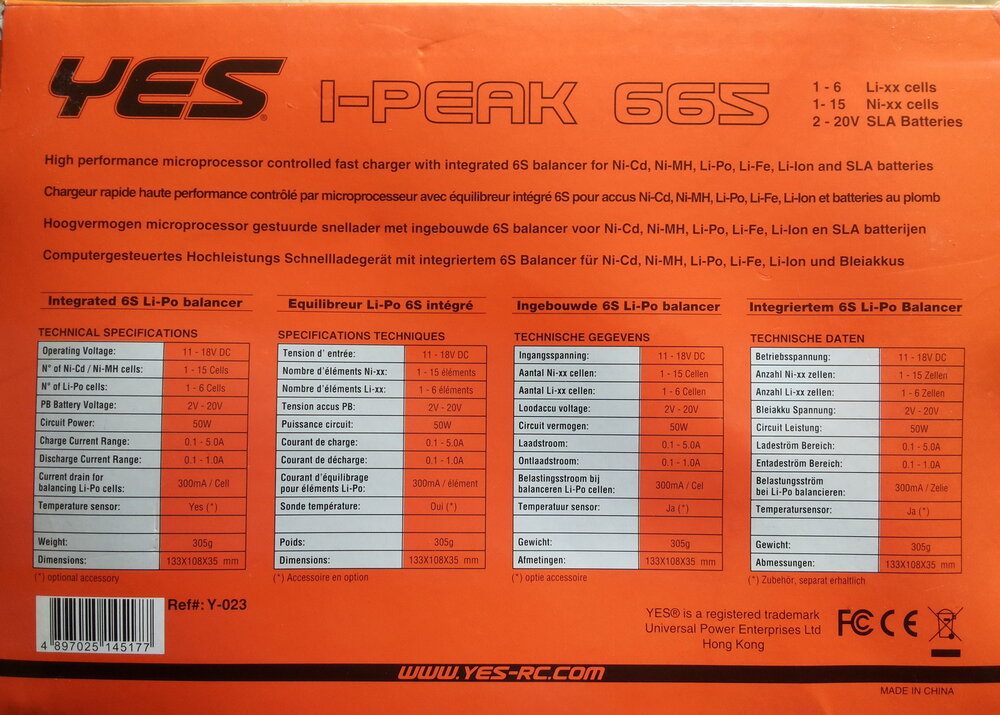 YES®
I-PEAK 66S
1 - 6 Li-xx cells
1- 15 Ni-xx cells
2 - 20V SLA Batteries
High performance microprocessor controlled fast charger with integrated 6S balancer for Ni-Cd, Ni-MH, Li-Po, Li-Fe, Li-Ion and SLA batteries
Chargeur rapide haute performance contrôlé par microprocesseur avec équilibreur intégré 6S pour accus Ni-Cd, Ni-MH, Li-Po, Li-Fe, Li-Ion et batteries au plomb
Hoogvermogen microprocessor gestuurde snellader met ingebouwde 6S balancer voor Ni-Cd, Ni-MH, Li-Po, Li-Fe, Li-Ion en SLA batterijen
Computergesteuertes Hochleistungs Schnellladegerät mit integriertem 6S Balancer für Ni-Cd, Ni-MH, Li-Po, Li-Fe, Li-Ion und Bleiakkus
Integrated 6S Li-Po balancer
TECHNICAL SPECIFICATIONS
Operating Voltage: 11 - 18V DC
N° of Ni-Cd / Ni-MH cells: 1 - 15 Cells
N° of Li-Po cells: 1 - 6 Cells
PB Battery Voltage: 2V - 20V
Circuit Power: 50W
Charge Current Range: 0.1 - 5.0A
Discharge Current Range: 0.1 - 1.0A
Current drain for
balancing Li-Po cells: 300mA / Cell
Temperature sensor: Yes (*)
Weight: 305g
Dimensions: 133X108X35 mm
(*) optional accessory
Equilibreur Li-Po 6S intégré
SPECIFICATIONS TECHNIQUES
Tension d' entrée: 11 - 18V DC
Nombre d'éléments Ni-xx: 1 - 15 éléments
Nombre d'éléments Li-xx: 1 - 6 éléments
Tension accus PB: 2V - 20V
Puissance circuit: 50W
Courant de charge: 0.1 - 5.0A
Courant de décharge: 0.1 - 1.0A
Courant d'équilibrage
pour éléments Li-Po: 300mA / élément
Sonde température: Oui (*)
Poids: 305g
Dimensions: 133X108X35 mm
(*) Accessoire en option
Ingebouwde 6S Li-Po balancer
TECHNISCHE GEGEVENS
Ingangsspanning: 11 - 18V DC
Aantal Ni-xx cellen: 1 - 15 Cellen
Aantal Li-xx cellen: 1 - 6 Cellen
Loodaccu voltage: 2V - 20V
Circuit vermogen: 50W
Laadstroom: 0.1 - 5.0A
Ontlaadstroom: 0.1 - 1.0A
Belastingstroom bij
balanceren Li-Po cellen: 300mA / Cel
Temperatuur sensor: Ja (*)
Gewicht: 305g
Afmetingen: 133X108X35 mm
(*) optie accessoire
Integriertem 6S Li-Po Balancer
TECHNISCHE DATEN
Betriebsspannung: 11 - 18V DC
Anzahl Ni-xx zellen: 1 - 15 Zellen
Anzahl Li-xx zellen: 1 - 6 Zellen
Bleiakku Spannung: 2V - 20V
Circuit Leistung: 50W
Ladeström Bereich: 0.1 - 5.0A
Entadeström Bereich: 0.1 - 1.0A
Belastungsström
bei Li-Po balancieren: 300mA / Zelle
Temperatursensor: Ja (*)
Gewicht: 305g
Abmessungen: 133X108X35 mm
(*) Zubehör, separat erhaltlich
Ref#: Y-023
4 897025 145177
YES® is a registered trademark
Universal Power Enterprises Ltd
Hong Kong
FC CE
WWW.YES-RC.COM
MADE IN CHINA